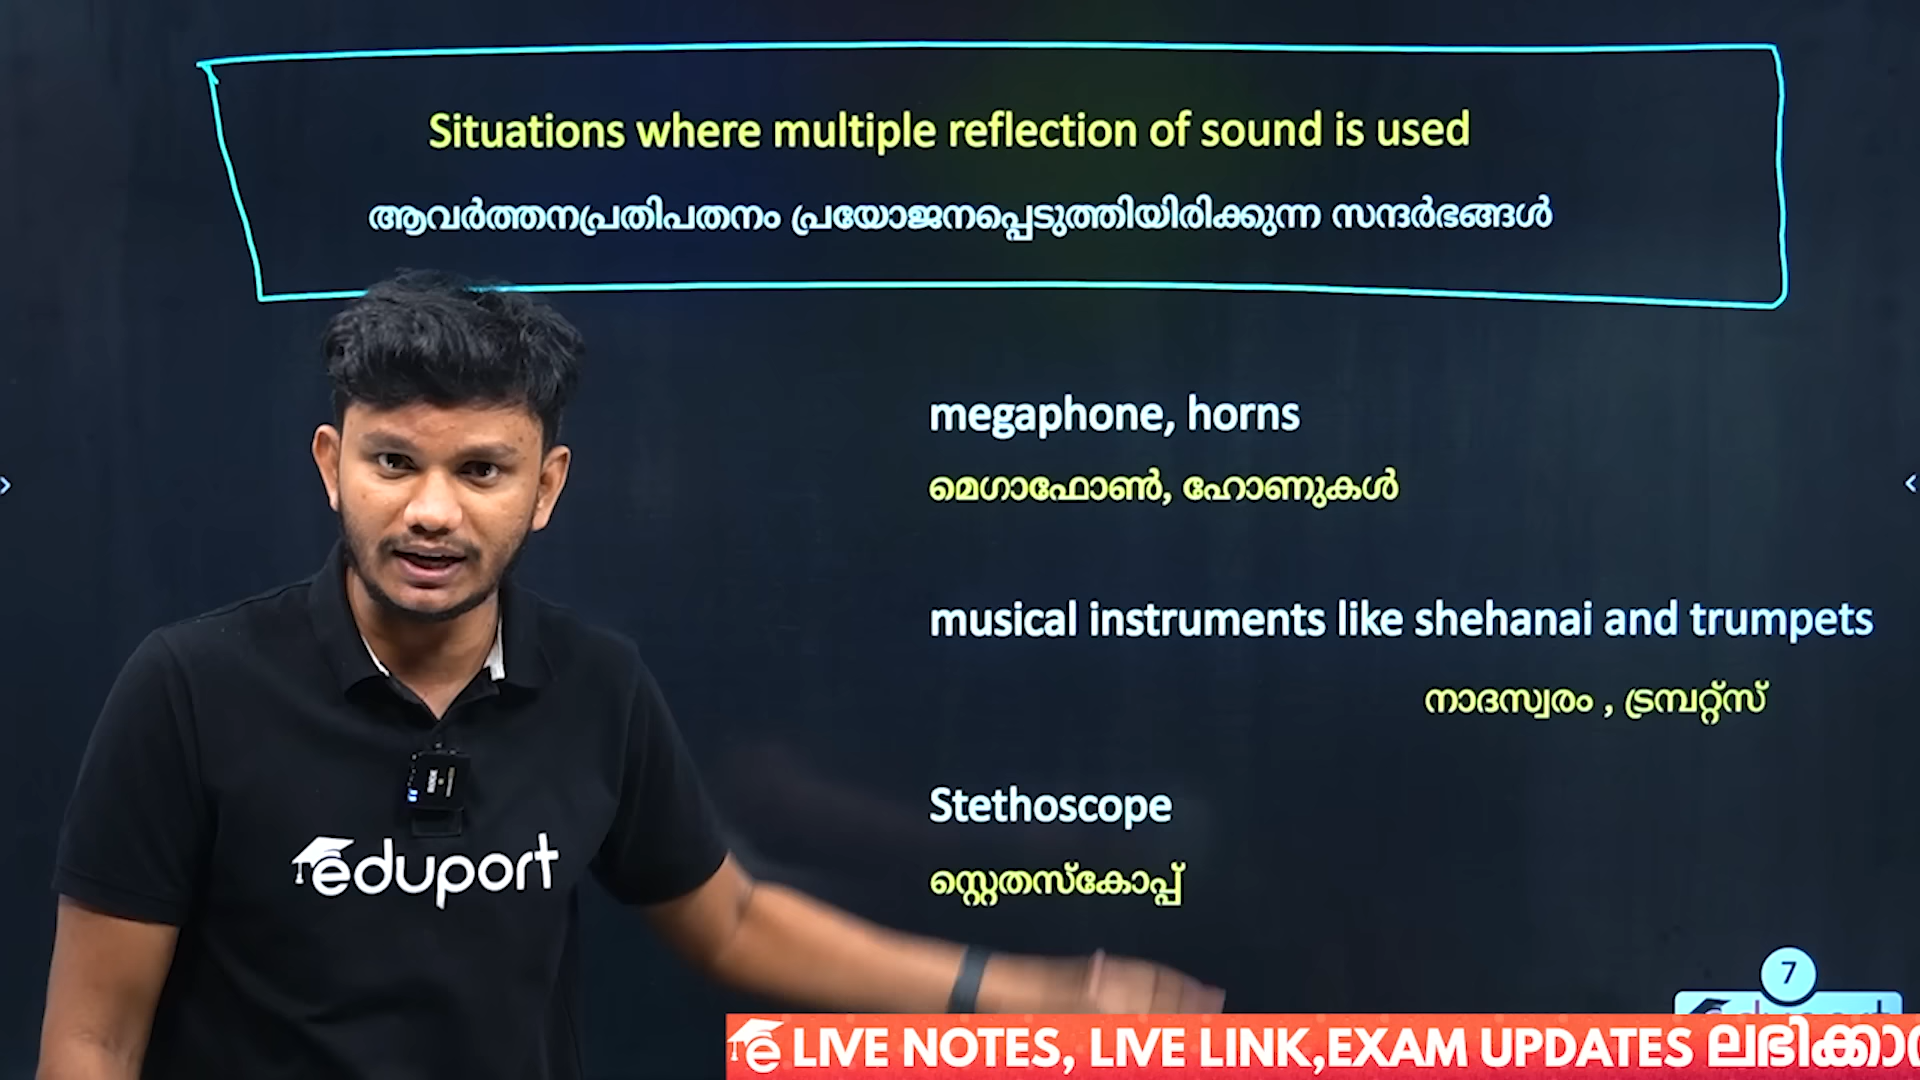 Situations where multiple reflection of sound is used
ആവർത്തനപ്രതിപതനം പ്രയോജനപ്പെടുത്തിയിരിക്കുന്ന സന്ദർഭങ്ങൾ
megaphone, horns
മെഗാഫോൺ, ഹോണുകൾ
musical instruments like shehanai and trumpets
നാദസ്വരം , ട്രമ്പറ്റ്സ്
Stethoscope
സ്റ്റെതസ്കോപ്പ്
eduport
7
LIVE NOTES, LIVE LINK,EXAM UPDATES